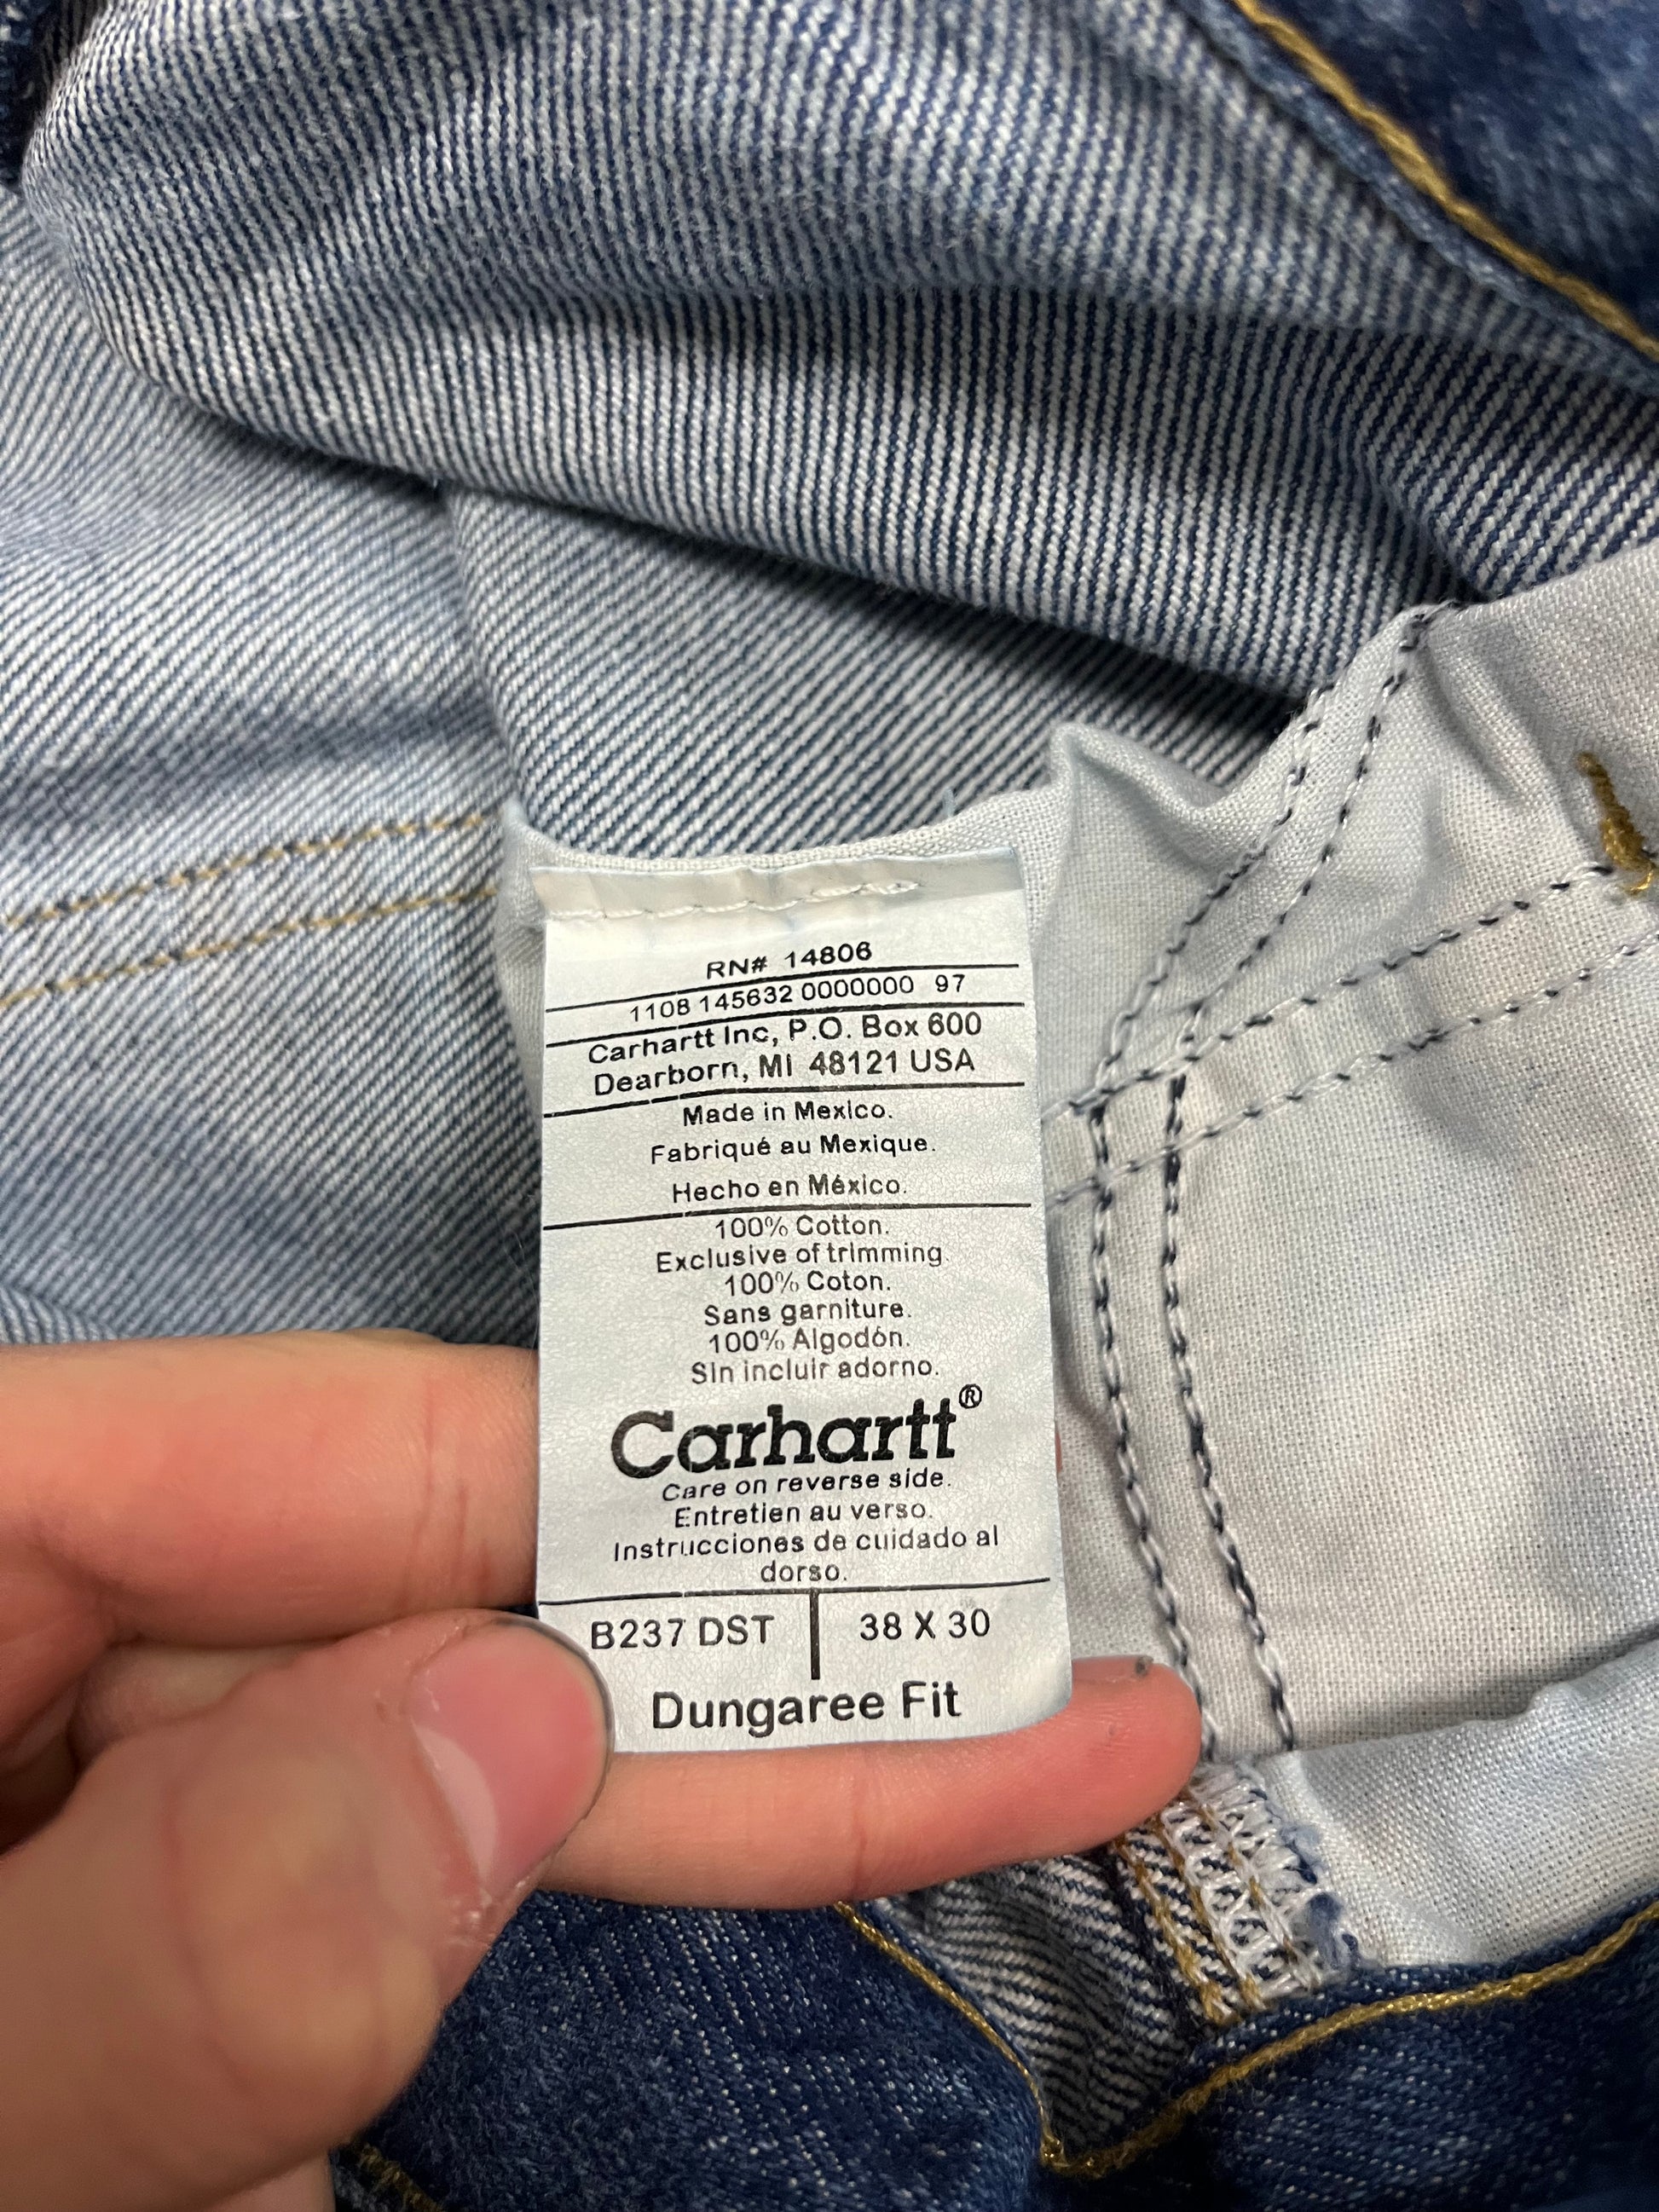 RN# 14806
1108 145632 0000000 97
Carhartt Inc, P.O. Box 600
Dearborn, MI 48121 USA
Made in Mexico.
Fabriqué au Mexique.
Hecho en México.
100% Cotton.
Exclusive of trimming
100% Coton.
Sans garniture.
100% Algodón.
Sin incluir adorno.
Carhartt®
Care on reverse side.
Entretien au verso.
Instrucciones de cuidado al
dorso.
B237 DST 38 X 30
Dungaree Fit